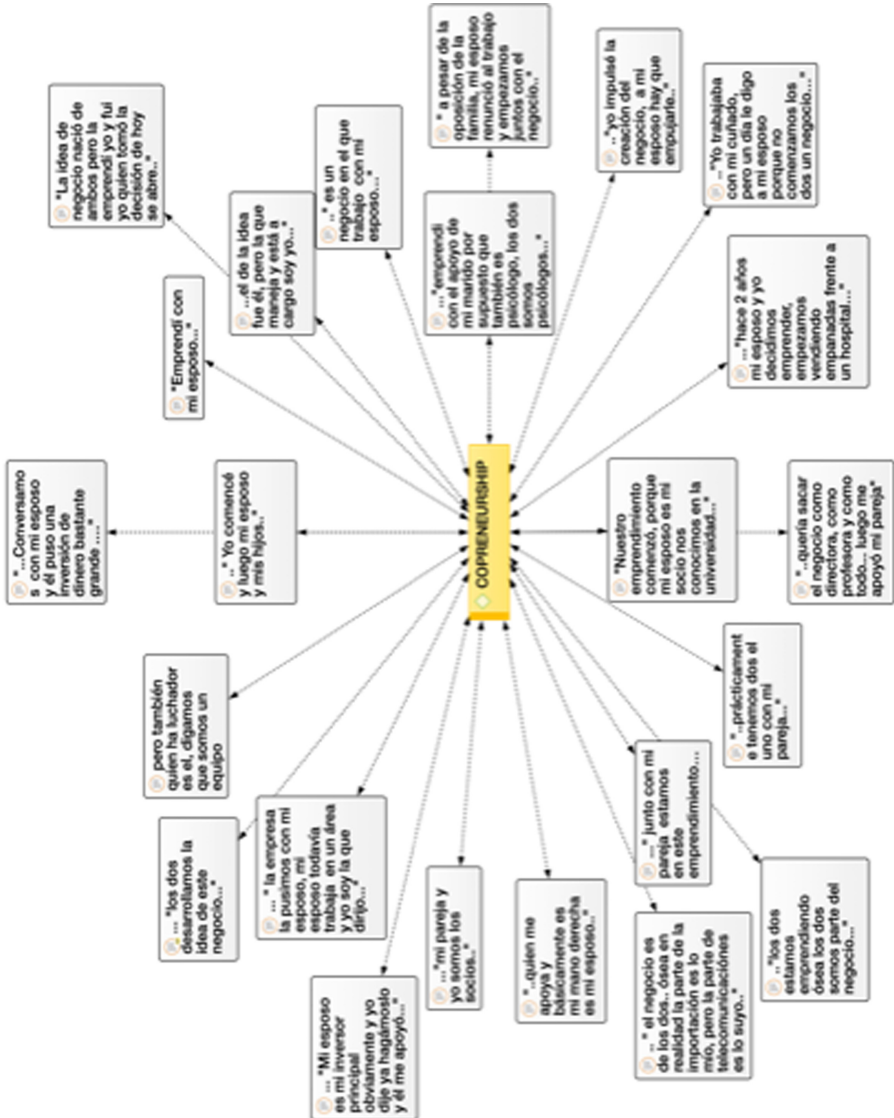 "...Conversamo
s con mi esposo
y él puso una
inversión de
dinero bastante
grande ...."
"La idea de
negocio nació de
ambos pero la
emprendí yo y fui
yo quien tomó la
decisión de hoy
se abre.."
pero también
quien ha luchador
es el, digamos
que somos un
equipo
... "los dos
desarrollamos la
idea de este
negocio..."
"Emprendí con
mi esposo..."
.." Yo comencé
y luego mi esposo
y mis hijos.."
... " la empresa
la pusimos con mi
esposo, mi
esposo todavía
trabaja en un área
y yo soy la que
dirijo..."
...el de la idea
fue él, pero la que
maneja y está a
cargo soy yo..."
... "Mi esposo
es mi inversor
principal
obviamente y yo
dije ya hagámoslo
y él me apoyó..."
.." es un
negocio en el que
trabajo con mi
esposo..."
..."mi pareja y
yo somos los
socios.."
COPRENEURSHIP
..."emprendí
con el apoyo de
mi marido por
supuesto que
también es
psicólogo, los dos
somos
psicólogos..."
" a pesar de la
oposición de la
familia, mi esposo
renunció al trabajo
y empezamos
juntos con el
negocio.."
"..quien me
apoya y
básicamente es
mi mano derecha
es mi esposo.."
.."yo impulsé la
creación del
negocio, a mi
esposo hay que
empujarle.."
"Nuestro
emprendimiento
comenzó, porque
mi esposo es mi
socio nos
conocimos en la
universidad..."
..." junto con mi
pareja estamos
en este
emprendimiento...
.." el negocio es
de los dos.. ósea en
realidad la parte de la
importación es lo
mío, pero la parte de
telecomunicaciónes
es lo suyo.."
.."Yo trabajaba
con mi cuñado,
pero un día le digo
a mi esposo
porque no
comenzamos los
dos un negocio..."
"..prácticament
e tenemos dos el
uno con mi
pareja..."
..."hace 2 años
mi esposo y yo
decidimos
emprender,
empezamos
vendiendo
empanadas frente a
un hospital..."
.."los dos
estamos
emprendiendo
ósea los dos
somos parte del
negocio..."
"..quería sacar
el negocio como
directora, como
profesora y como
todo... luego me
apoyó mi pareja"